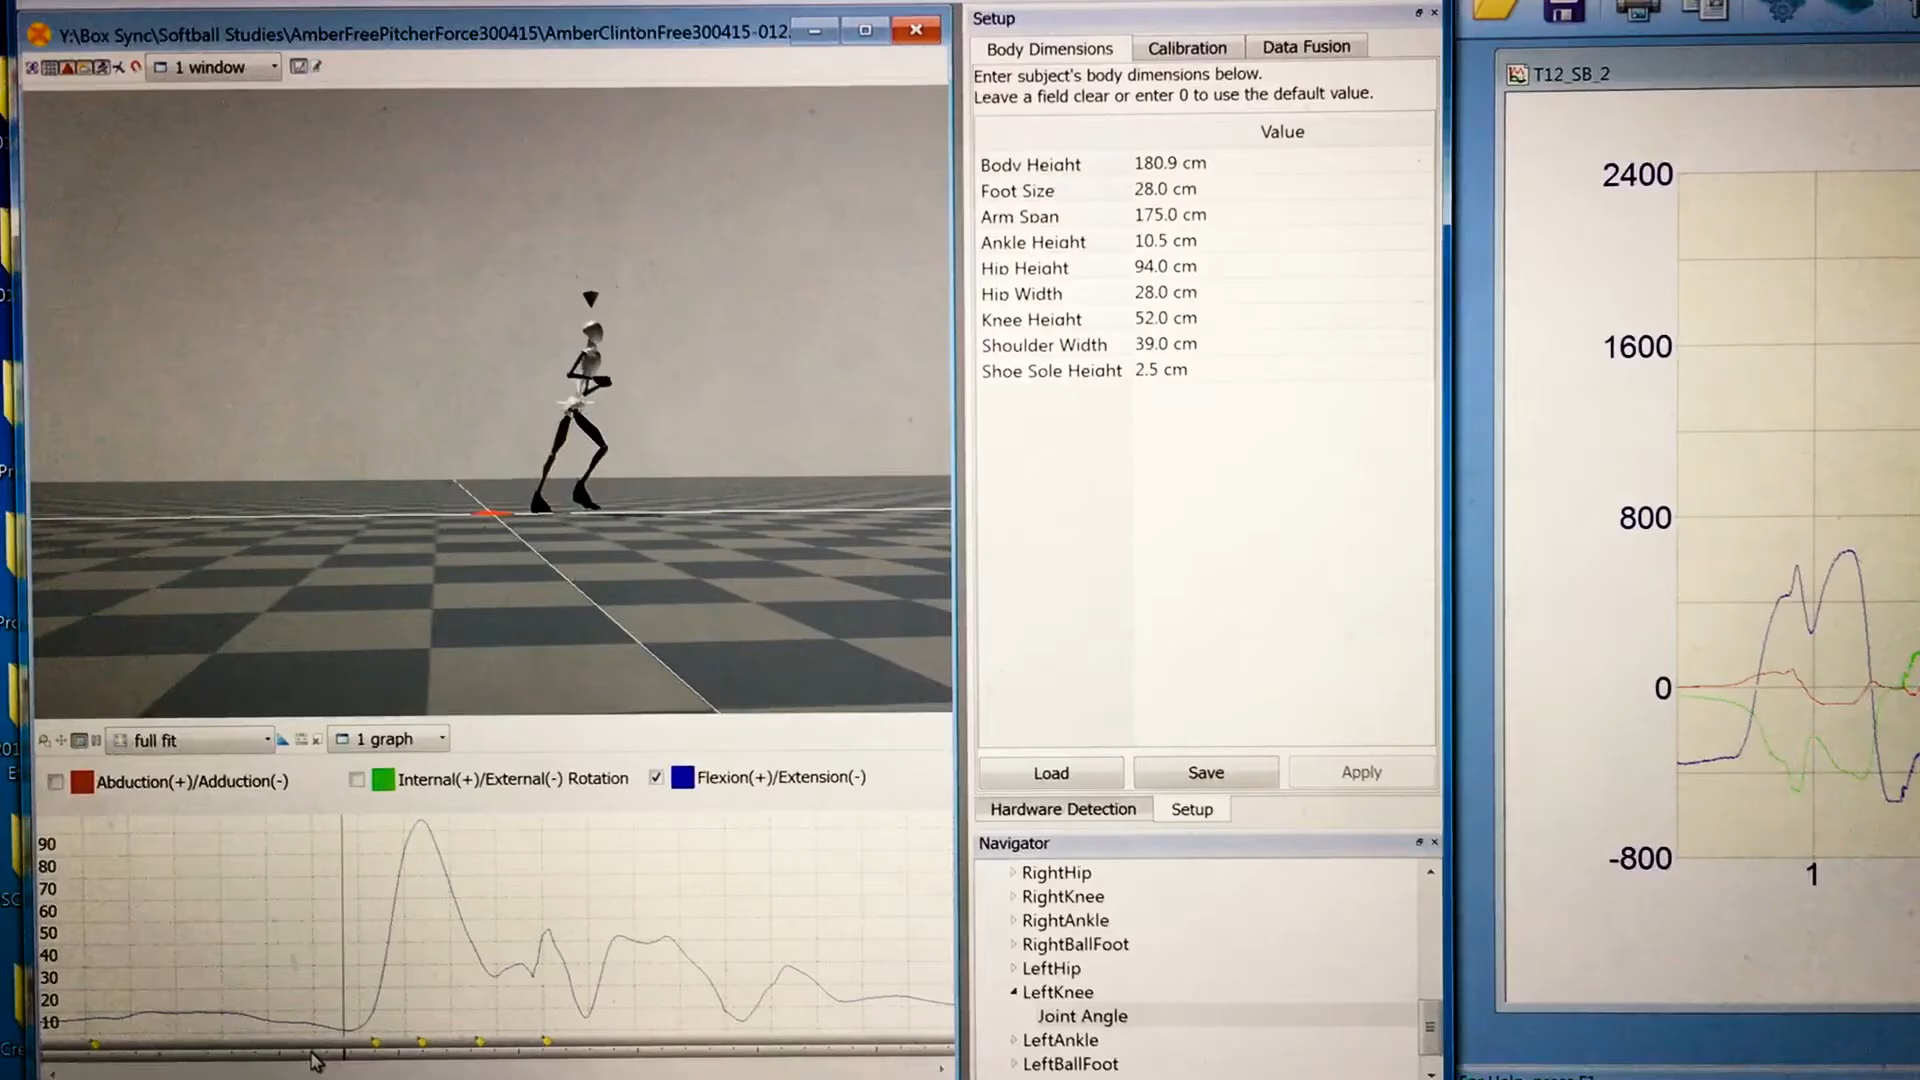 Y:\Box Sync\Softball Studies\AmberFreePitcherForce300415\AmberClintonFree300415-012.
1 window
full fit
1 graph
Abduction(+)/Adduction(-)
Internal(+)/External(-) Rotation
Flexion(+)/Extension(-)
90
80
70
60
50
40
30
20
10
Setup
Body Dimensions
Calibration
Data Fusion
Enter subject's body dimensions below.
Leave a field clear or enter 0 to use the default value.
Value
Body Height 180.9 cm
Foot Size 28.0 cm
Arm Span 175.0 cm
Ankle Height 10.5 cm
Hip Height 94.0 cm
Hip Width 28.0 cm
Knee Height 52.0 cm
Shoulder Width 39.0 cm
Shoe Sole Height 2.5 cm
Load
Save
Apply
Hardware Detection
Setup
Navigator
RightHip
RightKnee
RightAnkle
RightBallFoot
LeftHip
LeftKnee
Joint Angle
LeftAnkle
LeftBallFoot
T12_SB_2
2400
1600
800
0
-800
1